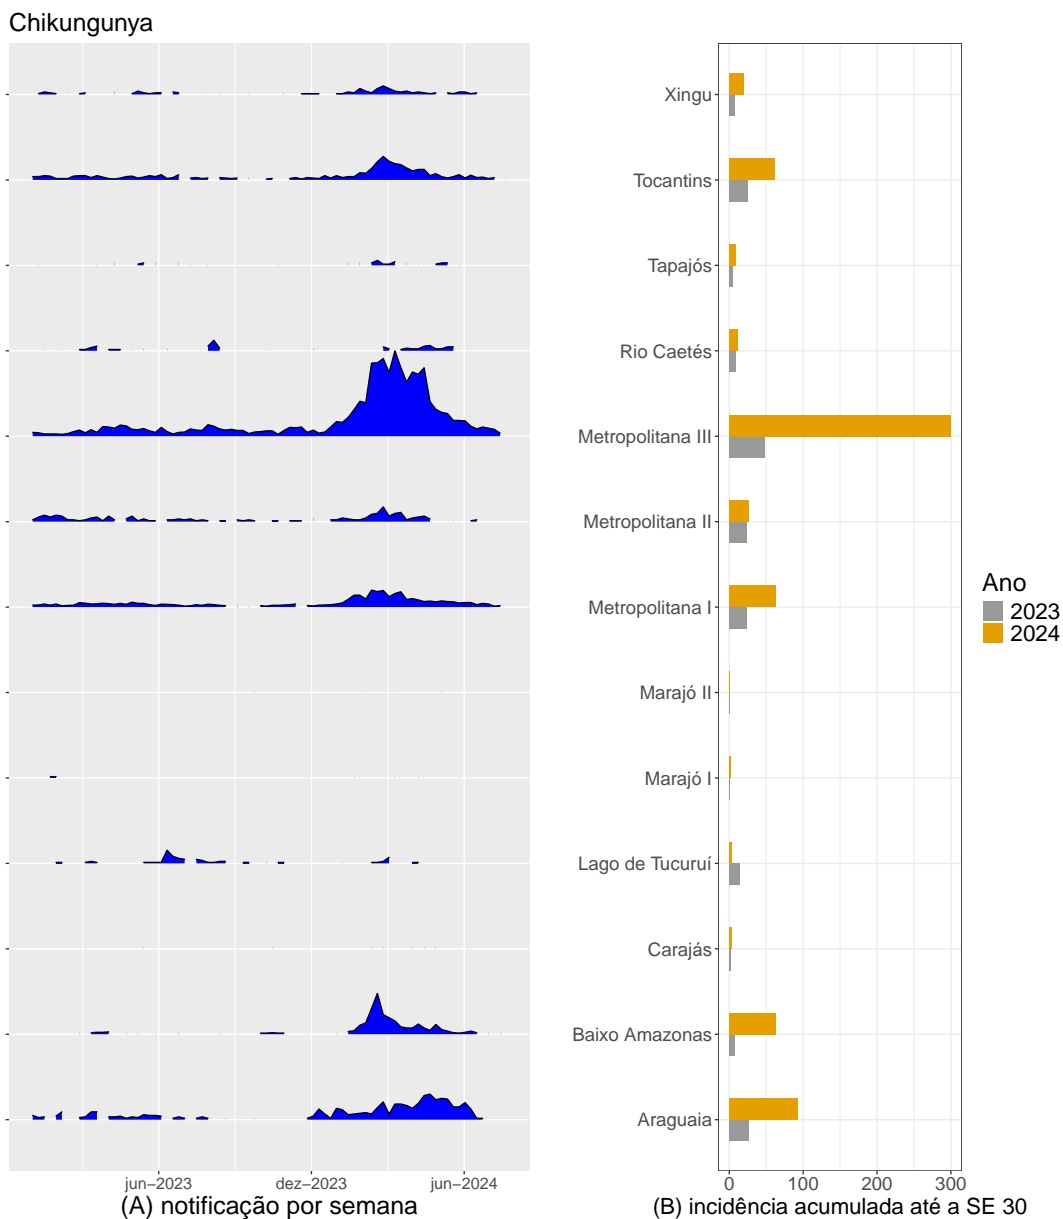 Chikungunya
Xingu
Tocantins
Tapajós
Rio Caetés
Metropolitana III
Metropolitana II
Metropolitana I
Marajó II
Marajó I
Lago de Tucuruí
Carajás
Baixo Amazonas
Araguaia
Ano
2023
2024
jun–2023 dez–2023 jun–2024
(A) notificação por semana
0 100 200 300
(B) incidência acumulada até a SE 30